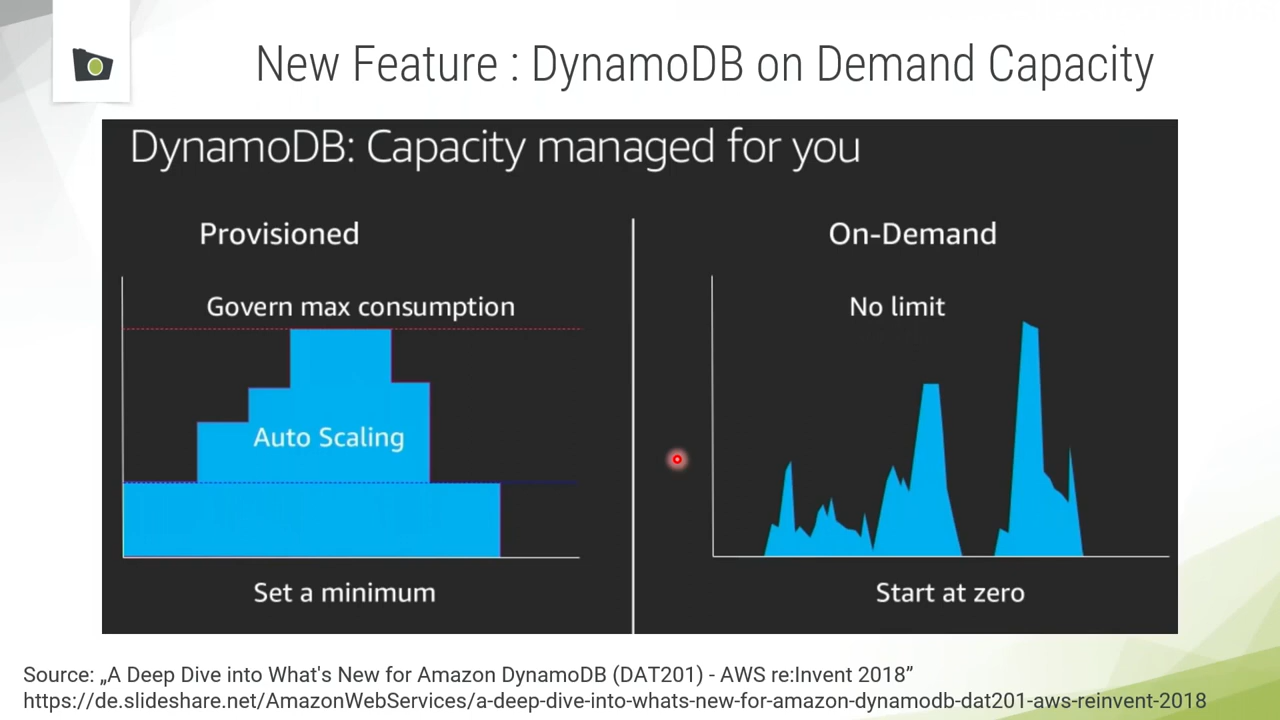 New Feature : DynamoDB on Demand Capacity
DynamoDB: Capacity managed for you
Provisioned
Govern max consumption
Auto Scaling
Set a minimum
On-Demand
No limit
Start at zero
Source: „A Deep Dive into What's New for Amazon DynamoDB (DAT201) - AWS re:Invent 2018”
https://de.slideshare.net/AmazonWebServices/a-deep-dive-into-whats-new-for-amazon-dynamodb-dat201-aws-reinvent-2018